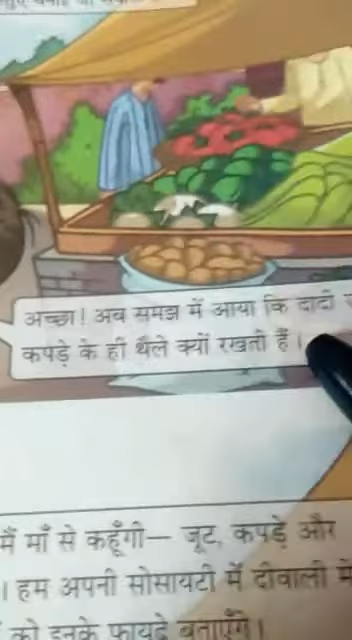 अच्छा! अब समझ में आया कि दादी
कपड़े के ही थैले क्यों रखती हैं।
मैं माँ से कहूँगी— जूट, कपड़े और
। हम अपनी सोसायटी में दीवाली में
को इनके फायदे बताएँगे।